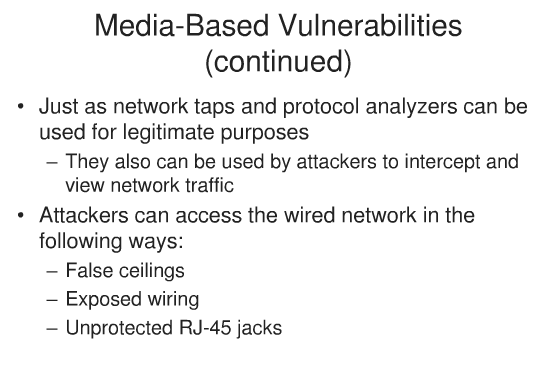 Media-Based Vulnerabilities
(continued)
• Just as network taps and protocol analyzers can be
used for legitimate purposes
– They also can be used by attackers to intercept and
view network traffic
• Attackers can access the wired network in the
following ways:
– False ceilings
– Exposed wiring
– Unprotected RJ-45 jacks